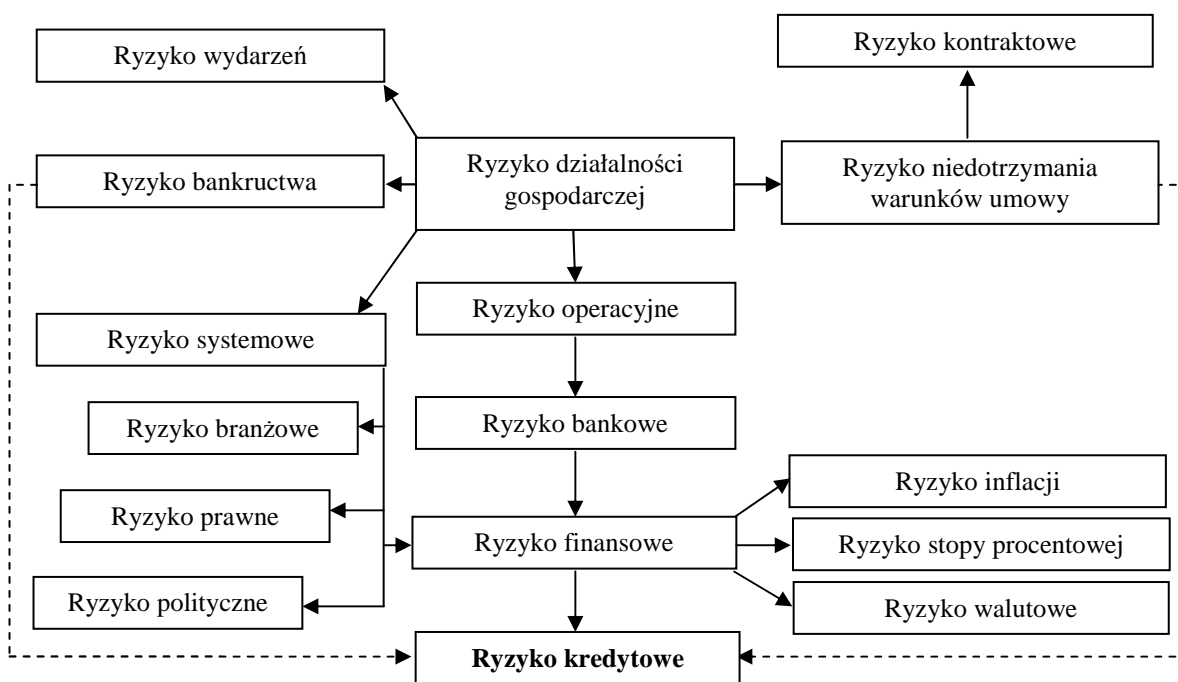 Ryzyko wydarzeń
Ryzyko kontraktowe
Ryzyko bankructwa
Ryzyko działalności
gospodarczej
Ryzyko niedotrzymania
warunków umowy
Ryzyko operacyjne
Ryzyko systemowe
Ryzyko branżowe
Ryzyko bankowe
Ryzyko inflacji
Ryzyko prawne
Ryzyko finansowe
Ryzyko stopy procentowej
Ryzyko polityczne
Ryzyko walutowe
Ryzyko kredytowe